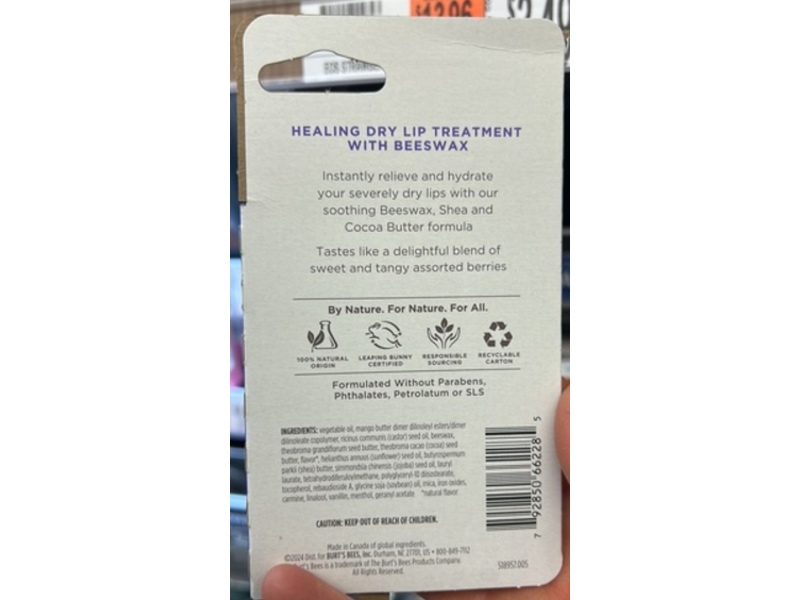 $12.96
HEALING DRY LIP TREATMENT
WITH BEESWAX
Instantly relieve and hydrate
your severely dry lips with our
soothing Beeswax, Shea and
Cocoa Butter formula
Tastes like a delightful blend of
sweet and tangy assorted berries
By Nature. For Nature. For All.
100% NATURAL ORIGIN
LEAPING BUNNY CERTIFIED
RESPONSIBLE SOURCING
RECYCLABLE CARTON
Formulated Without Parabens,
Phthalates, Petrolatum or SLS
INGREDIENTS: vegetable oil, mango butter dimer dilinoleyl esters/dimer
dilinoleate copolymer, ricinus communis (castor) seed oil, beeswax,
theobroma grandiflorum seed butter, theobroma cacao (cocoa) seed
butter, flavor*, helianthus annuus (sunflower) seed oil, butyrospermum
parkii (shea) butter, simmondsia chinensis (jojoba) seed oil, lauryl
laurate, tetrahydrodiferuloylmethane, polyglyceryl-10 diisostearate,
tocopherol, rebaudioside A, glycine soja (soybean) oil, mica, iron oxides,
carmine, linalool, vanillin, menthol, geranyl acetate *natural flavor
7 92850 66228 5
CAUTION: KEEP OUT OF REACH OF CHILDREN.
Made in Canada of global ingredients.
©2024 Dist. for BURT'S BEES, Inc. Durham, NC 27701, US • 800-849-7112
Burt's Bees is a trademark of The Burt's Bees Products Company.
All Rights Reserved.
518957.005